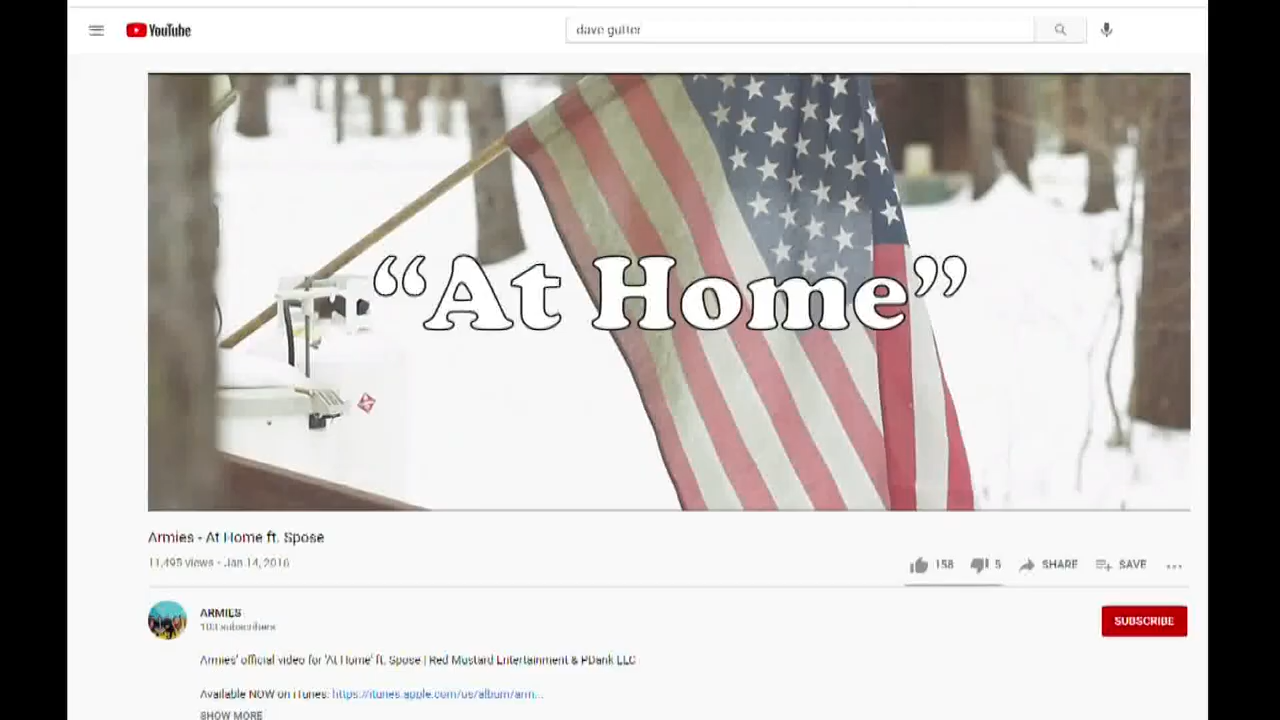 YouTube
dave gutter
“At Home”
Armies - At Home ft. Spose
11,495 views • Jan 14, 2016
158 5 SHARE SAVE
ARMIES
subscribers
SUBSCRIBE
Armies' official video for 'At Home' ft. Spose | Red Mustard Entertainment & PDank LLC
Available NOW on iTunes: https://itunes.apple.com/us/album/arm...
SHOW MORE